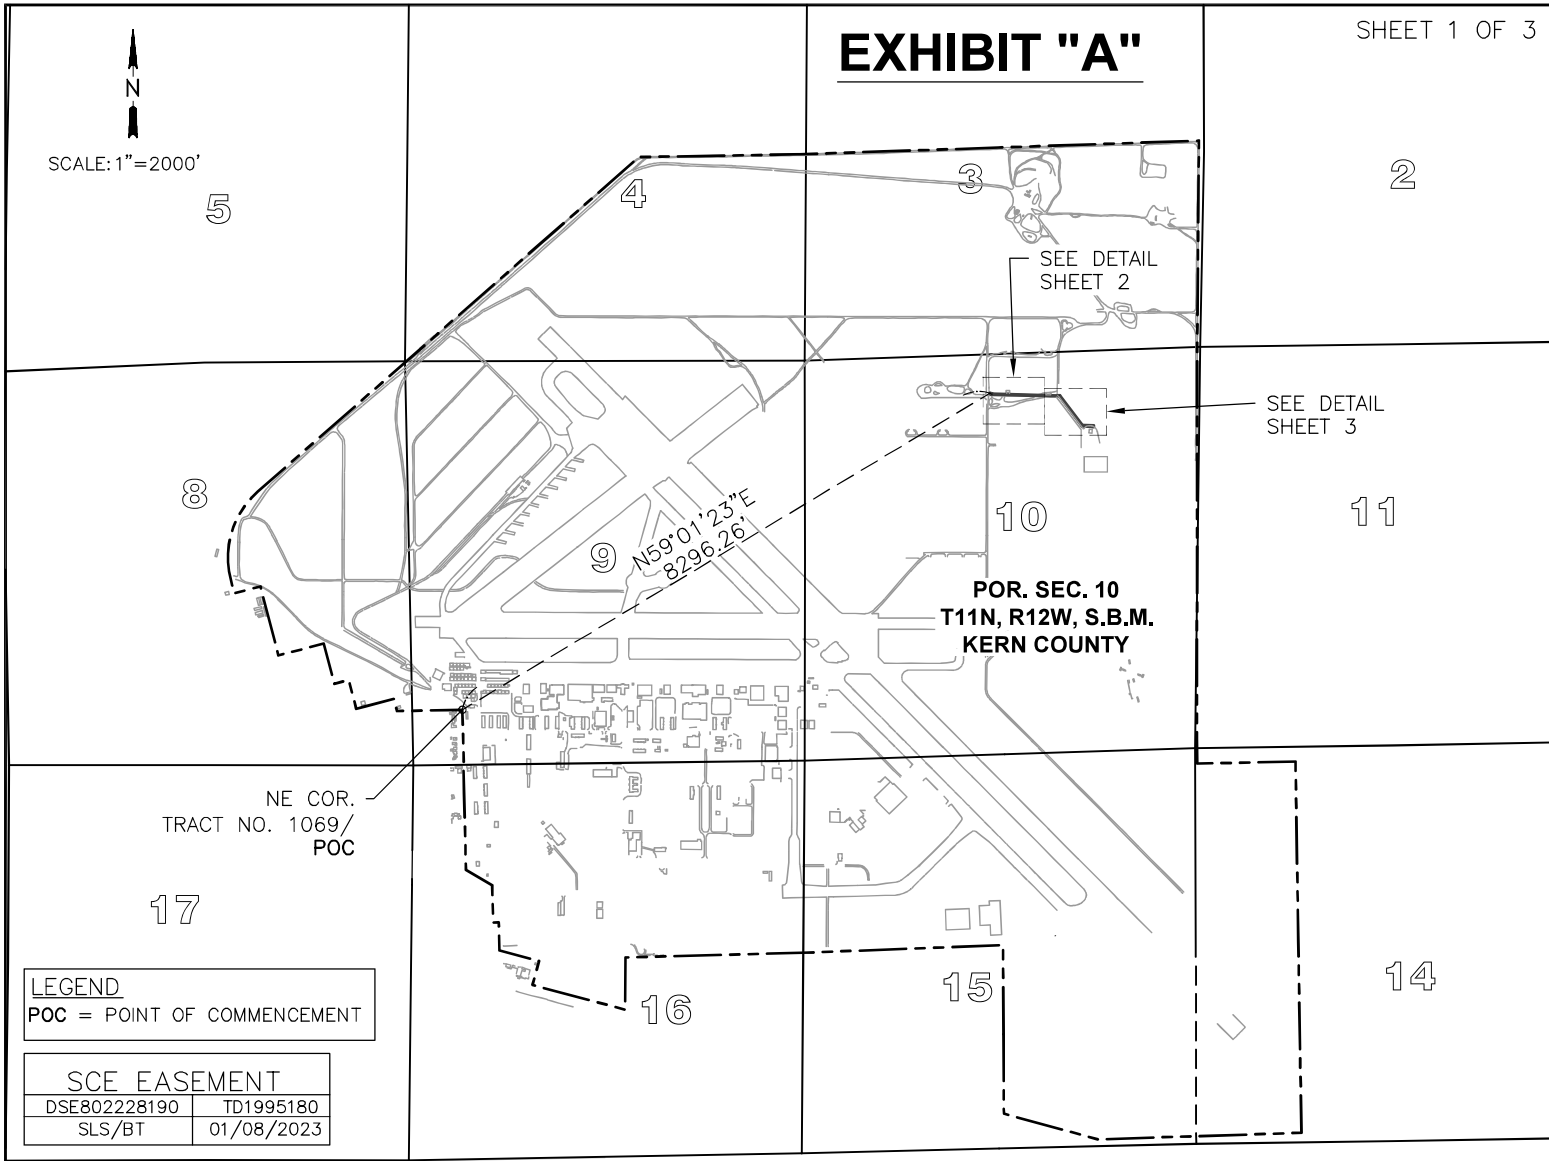 EXHIBIT "A"
SHEET 1 OF 3
N
SCALE: 1"=2000'
5
4
3
2
SEE DETAIL
SHEET 2
SEE DETAIL
SHEET 3
8
9
10
11
N59°01'23"E
8296.26'
POR. SEC. 10
T11N, R12W, S.B.M.
KERN COUNTY
NE COR.
TRACT NO. 1069/
POC
17
16
15
14
LEGEND
POC = POINT OF COMMENCEMENT
SCE EASEMENT
DSE802228190 TD1995180
SLS/BT 01/08/2023